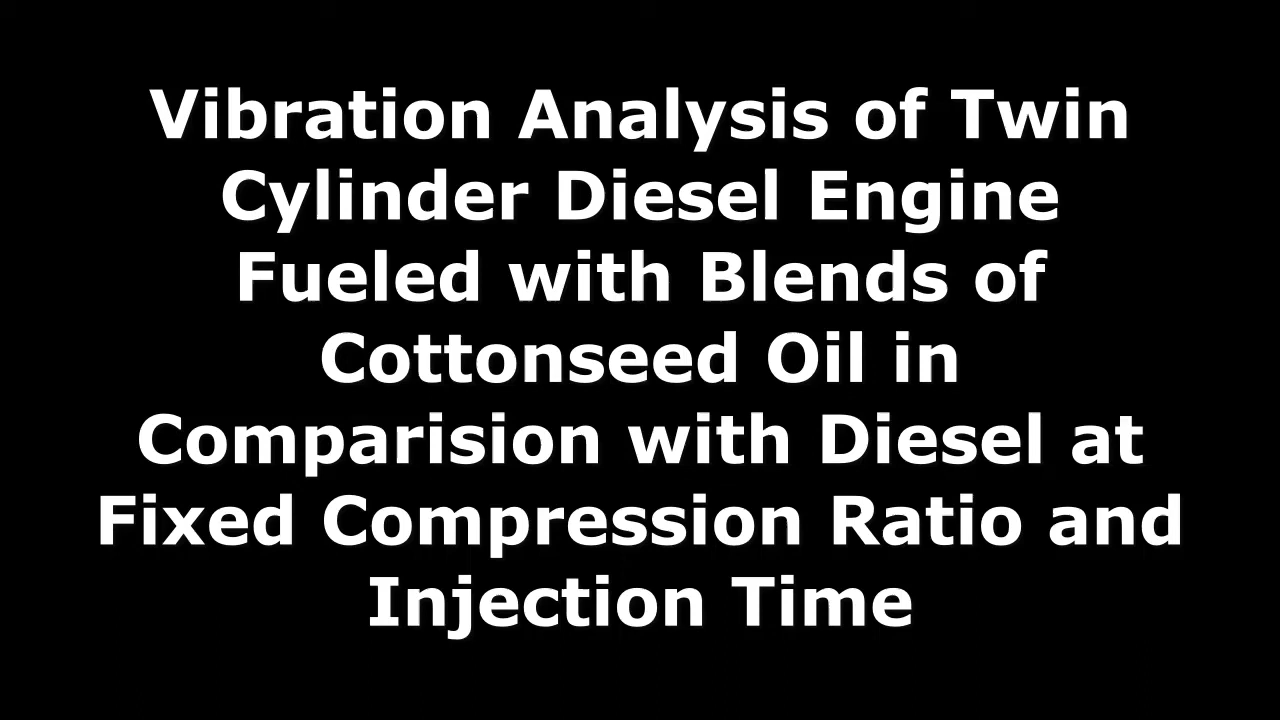 Vibration Analysis of Twin
Cylinder Diesel Engine
Fueled with Blends of
Cottonseed Oil in
Comparision with Diesel at
Fixed Compression Ratio and
Injection Time